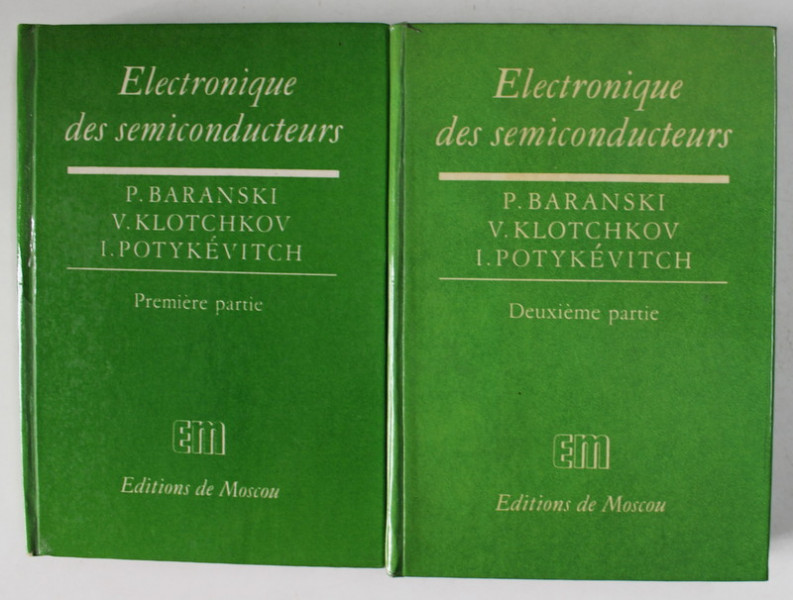 Electronique
des semiconducteurs
P. BARANSKI
V. KLOTCHKOV
I. POTYKÉVITCH
Première partie
EM
Editions de Moscou
Electronique
des semiconducteurs
P. BARANSKI
V. KLOTCHKOV
I. POTYKÉVITCH
Deuxième partie
EM
Editions de Moscou